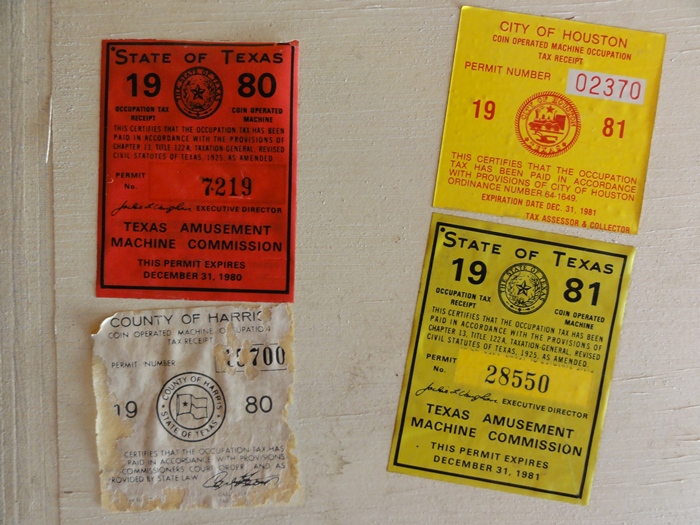 STATE OF TEXAS
19 80
OCCUPATION TAX RECEIPT
COIN OPERATED MACHINE
THIS CERTIFIES THAT THE OCCUPATION TAX HAS BEEN
PAID IN ACCORDANCE WITH THE PROVISIONS OF
CHAPTER 13, TITLE 122A, TAXATION-GENERAL, REVISED
CIVIL STATUTES OF TEXAS, 1925, AS AMENDED
PERMIT
No. 7219
EXECUTIVE DIRECTOR
TEXAS AMUSEMENT
MACHINE COMMISSION
THIS PERMIT EXPIRES
DECEMBER 31, 1980
COUNTY OF HARRIS
COIN OPERATED MACHINE OCCUPATION
TAX RECEIPT
PERMIT NUMBER 700
19 80
COUNTY OF HARRIS
STATE OF TEXAS
CERTIFIES THAT THE OCCUPATION TAX HAS
PAID IN ACCORDANCE WITH PROVISIONS
COMMISSIONERS COURT ORDER AND AS
PROVIDED BY STATE LAW
CITY OF HOUSTON
COIN OPERATED MACHINE OCCUPATION
TAX RECEIPT
PERMIT NUMBER 02370
19 81
CITY OF HOUSTON
TEXAS
THIS CERTIFIES THAT THE OCCUPATION
TAX HAS BEEN PAID IN ACCORDANCE
WITH PROVISIONS OF CITY OF HOUSTON
ORDINANCE NUMBER 64-1649.
EXPIRATION DATE DEC. 31, 1981
TAX ASSESSOR & COLLECTOR
STATE OF TEXAS
19 81
OCCUPATION TAX RECEIPT
COIN OPERATED MACHINE
THIS CERTIFIES THAT THE OCCUPATION TAX HAS BEEN
PAID IN ACCORDANCE WITH THE PROVISIONS OF
CHAPTER 13, TITLE 122A, TAXATION-GENERAL, REVISED
CIVIL STATUTES OF TEXAS, 1925, AS AMENDED
PERMIT
No. 28550
EXECUTIVE DIRECTOR
TEXAS AMUSEMENT
MACHINE COMMISSION
THIS PERMIT EXPIRES
DECEMBER 31, 1981